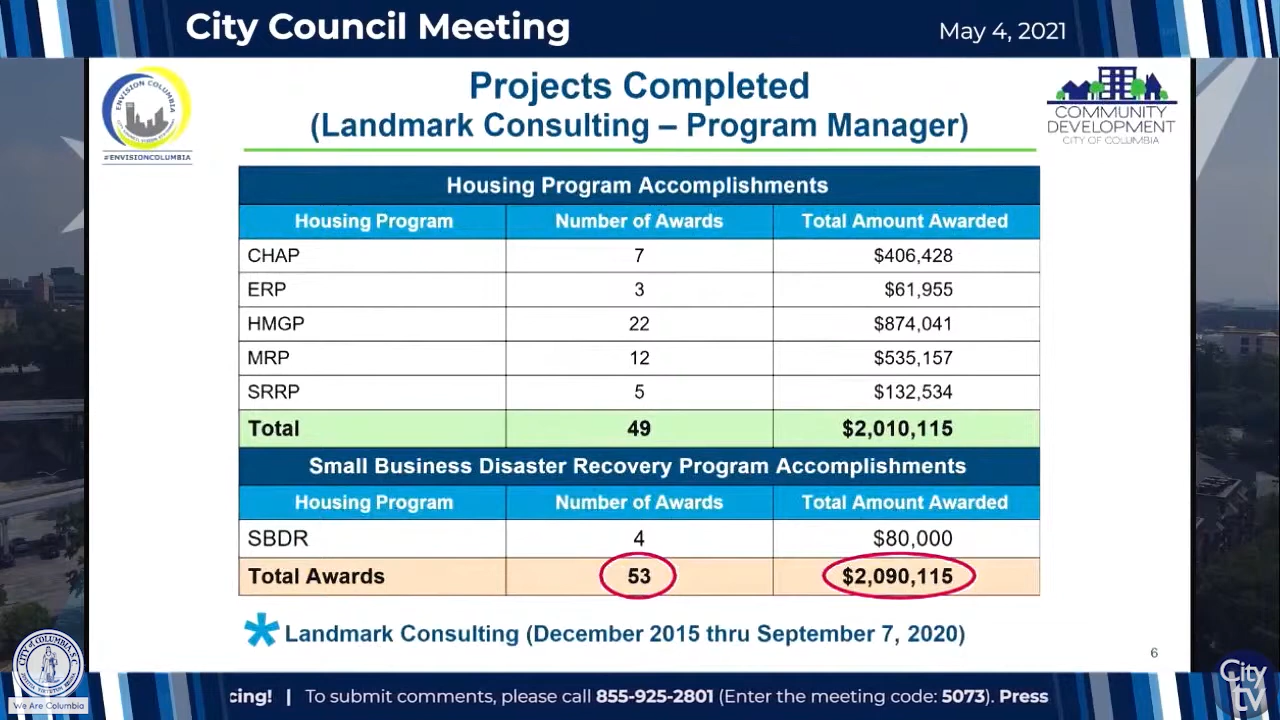 City Council Meeting
May 4, 2021
ENVISION COLUMBIA
#ENVISIONCOLUMBIA
Projects Completed
(Landmark Consulting – Program Manager)
COMMUNITY
DEVELOPMENT
CITY OF COLUMBIA
Housing Program Accomplishments
Housing Program Number of Awards Total Amount Awarded
CHAP 7 $406,428
ERP 3 $61,955
HMGP 22 $874,041
MRP 12 $535,157
SRRP 5 $132,534
Total 49 $2,010,115
Small Business Disaster Recovery Program Accomplishments
Housing Program Number of Awards Total Amount Awarded
SBDR 4 $80,000
Total Awards 53 $2,090,115
* Landmark Consulting (December 2015 thru September 7, 2020)
6
We Are Columbia
cing! | To submit comments, please call 855-925-2801 (Enter the meeting code: 5073). Press
City
tv